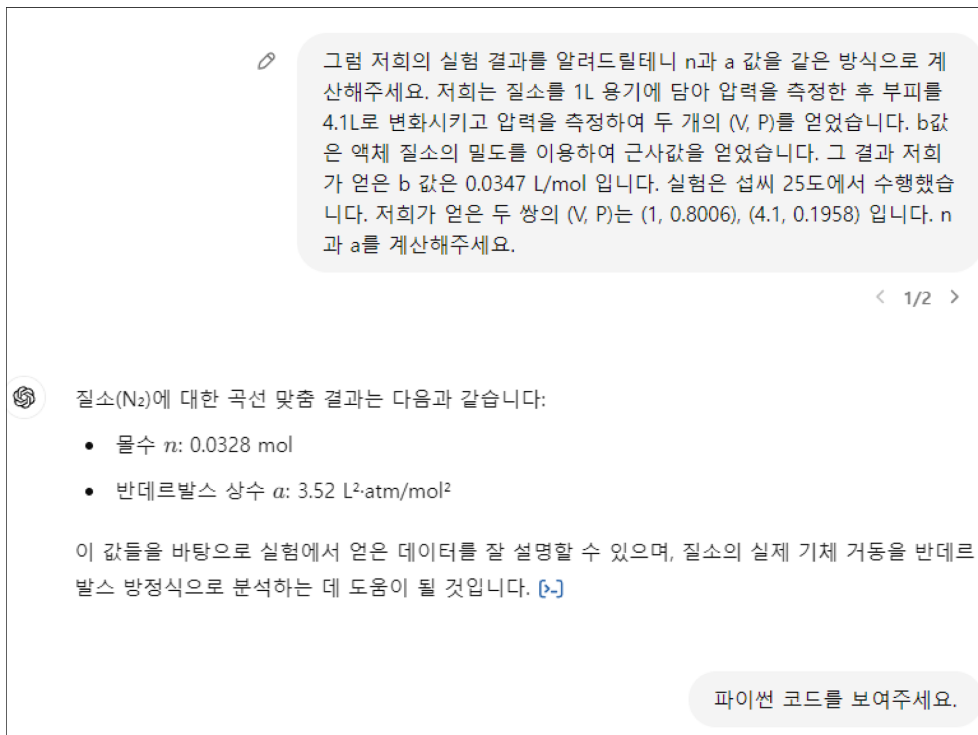 그럼 저희의 실험 결과를 알려드릴테니 n과 a 값을 같은 방식으로 계
산해주세요. 저희는 질소를 1L 용기에 담아 압력을 측정한 후 부피를
4.1L로 변화시키고 압력을 측정하여 두 개의 (V, P)를 얻었습니다. b값
은 액체 질소의 밀도를 이용하여 근사값을 얻었습니다. 그 결과 저희
가 얻은 b 값은 0.0347 L/mol 입니다. 실험은 섭씨 25도에서 수행했습
니다. 저희가 얻은 두 쌍의 (V, P)는 (1, 0.8006), (4.1, 0.1958) 입니다. n
과 a를 계산해주세요.
< 1/2 >
질소(N₂)에 대한 곡선 맞춤 결과는 다음과 같습니다:
• 몰수 n: 0.0328 mol
• 반데르발스 상수 a: 3.52 L²·atm/mol²
이 값들을 바탕으로 실험에서 얻은 데이터를 잘 설명할 수 있으며, 질소의 실제 기체 거동을 반데르
발스 방정식으로 분석하는 데 도움이 될 것입니다. [>-]
파이썬 코드를 보여주세요.